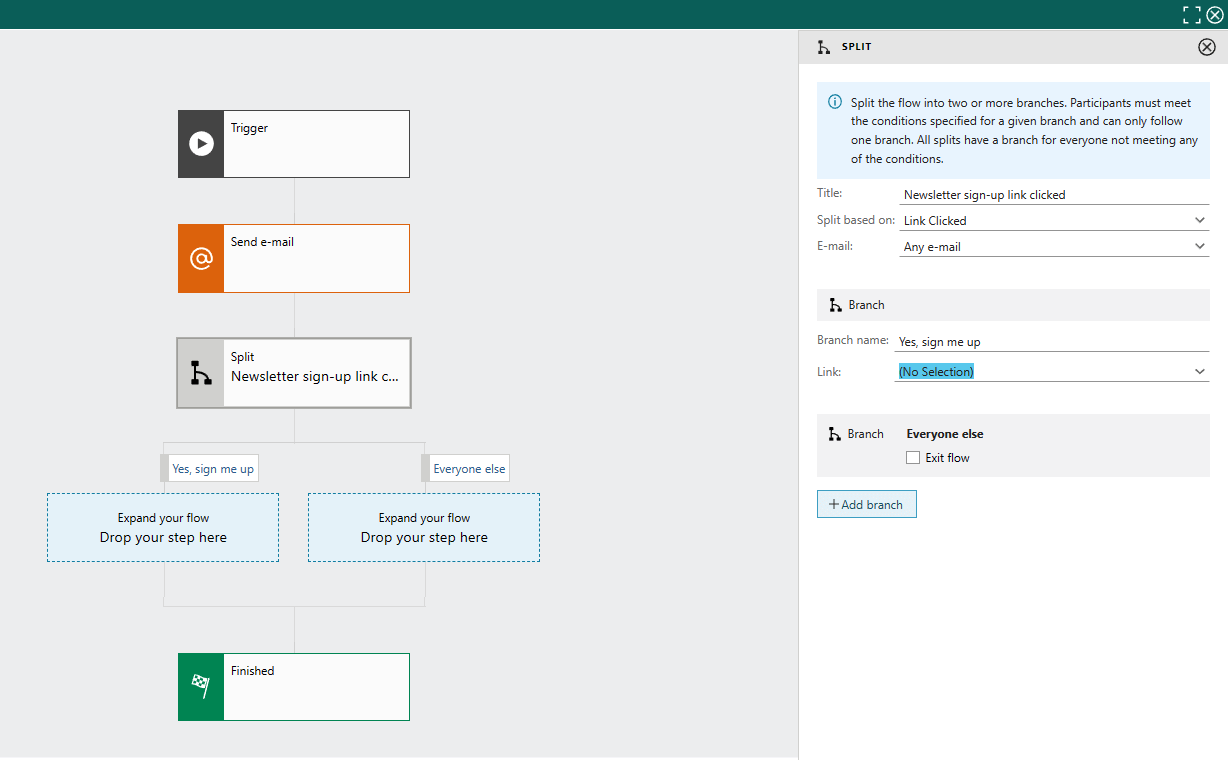 Trigger
Send e-mail
Split
Newsletter sign-up link c...
Yes, sign me up
Everyone else
Expand your flow
Drop your step here
Expand your flow
Drop your step here
Finished
SPLIT
Split the flow into two or more branches. Participants must meet
the conditions specified for a given branch and can only follow
one branch. All splits have a branch for everyone not meeting any
of the conditions.
Title: Newsletter sign-up link clicked
Split based on: Link Clicked
E-mail: Any e-mail
Branch
Branch name: Yes, sign me up
Link: (No Selection)
Branch Everyone else
Exit flow
+ Add branch